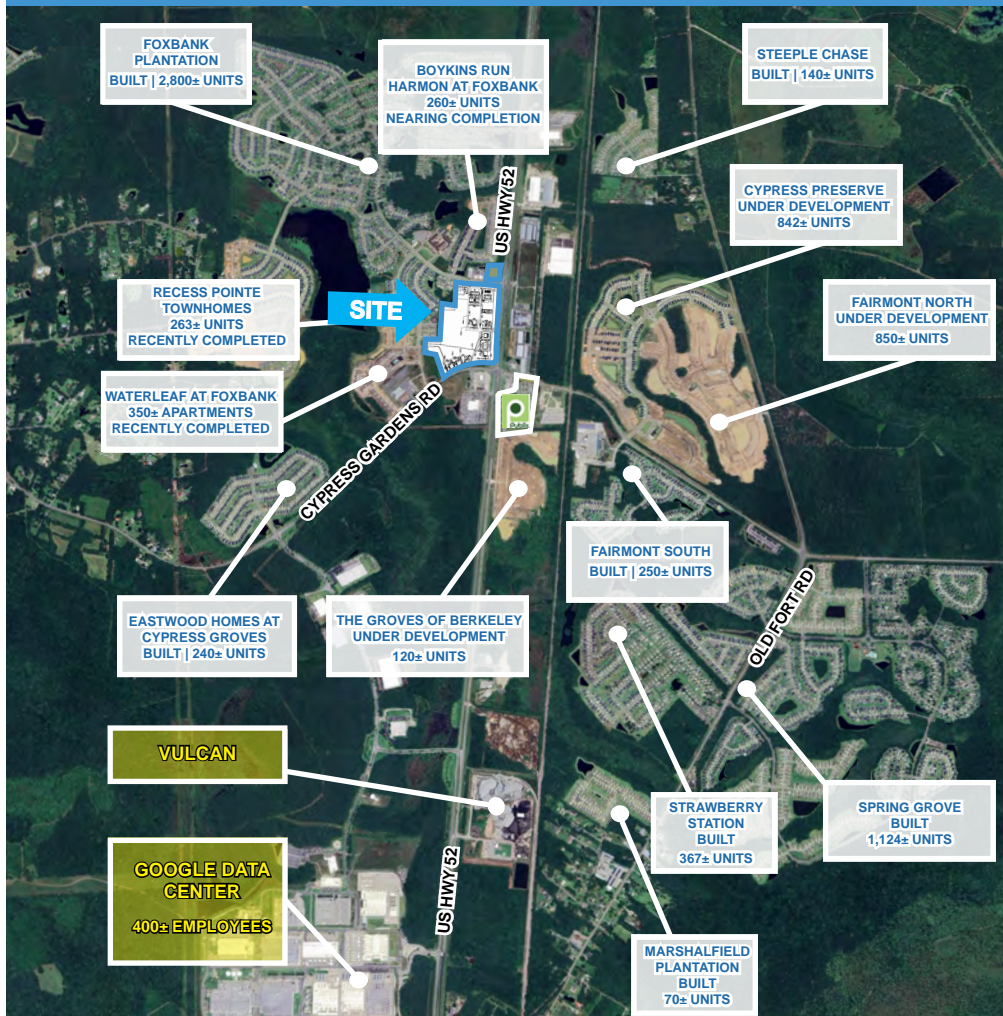 FOXBANK
PLANTATION
BUILT | 2,800± UNITS
BOYKINS RUN
HARMON AT FOXBANK
260± UNITS
NEARING COMPLETION
STEEPLE CHASE
BUILT | 140± UNITS
US HWY 52
CYPRESS PRESERVE
UNDER DEVELOPMENT
842± UNITS
RECESS POINTE
TOWNHOMES
263± UNITS
RECENTLY COMPLETED
SITE
FAIRMONT NORTH
UNDER DEVELOPMENT
850± UNITS
WATERLEAF AT FOXBANK
350± APARTMENTS
RECENTLY COMPLETED
CYPRESS GARDENS RD
Publix
FAIRMONT SOUTH
BUILT | 250± UNITS
OLD FORT RD
EASTWOOD HOMES AT
CYPRESS GROVES
BUILT | 240± UNITS
THE GROVES OF BERKELEY
UNDER DEVELOPMENT
120± UNITS
VULCAN
STRAWBERRY
STATION
BUILT
367± UNITS
SPRING GROVE
BUILT
1,124± UNITS
GOOGLE DATA
CENTER
400± EMPLOYEES
US HWY 52
MARSHALFIELD
PLANTATION
BUILT
70± UNITS